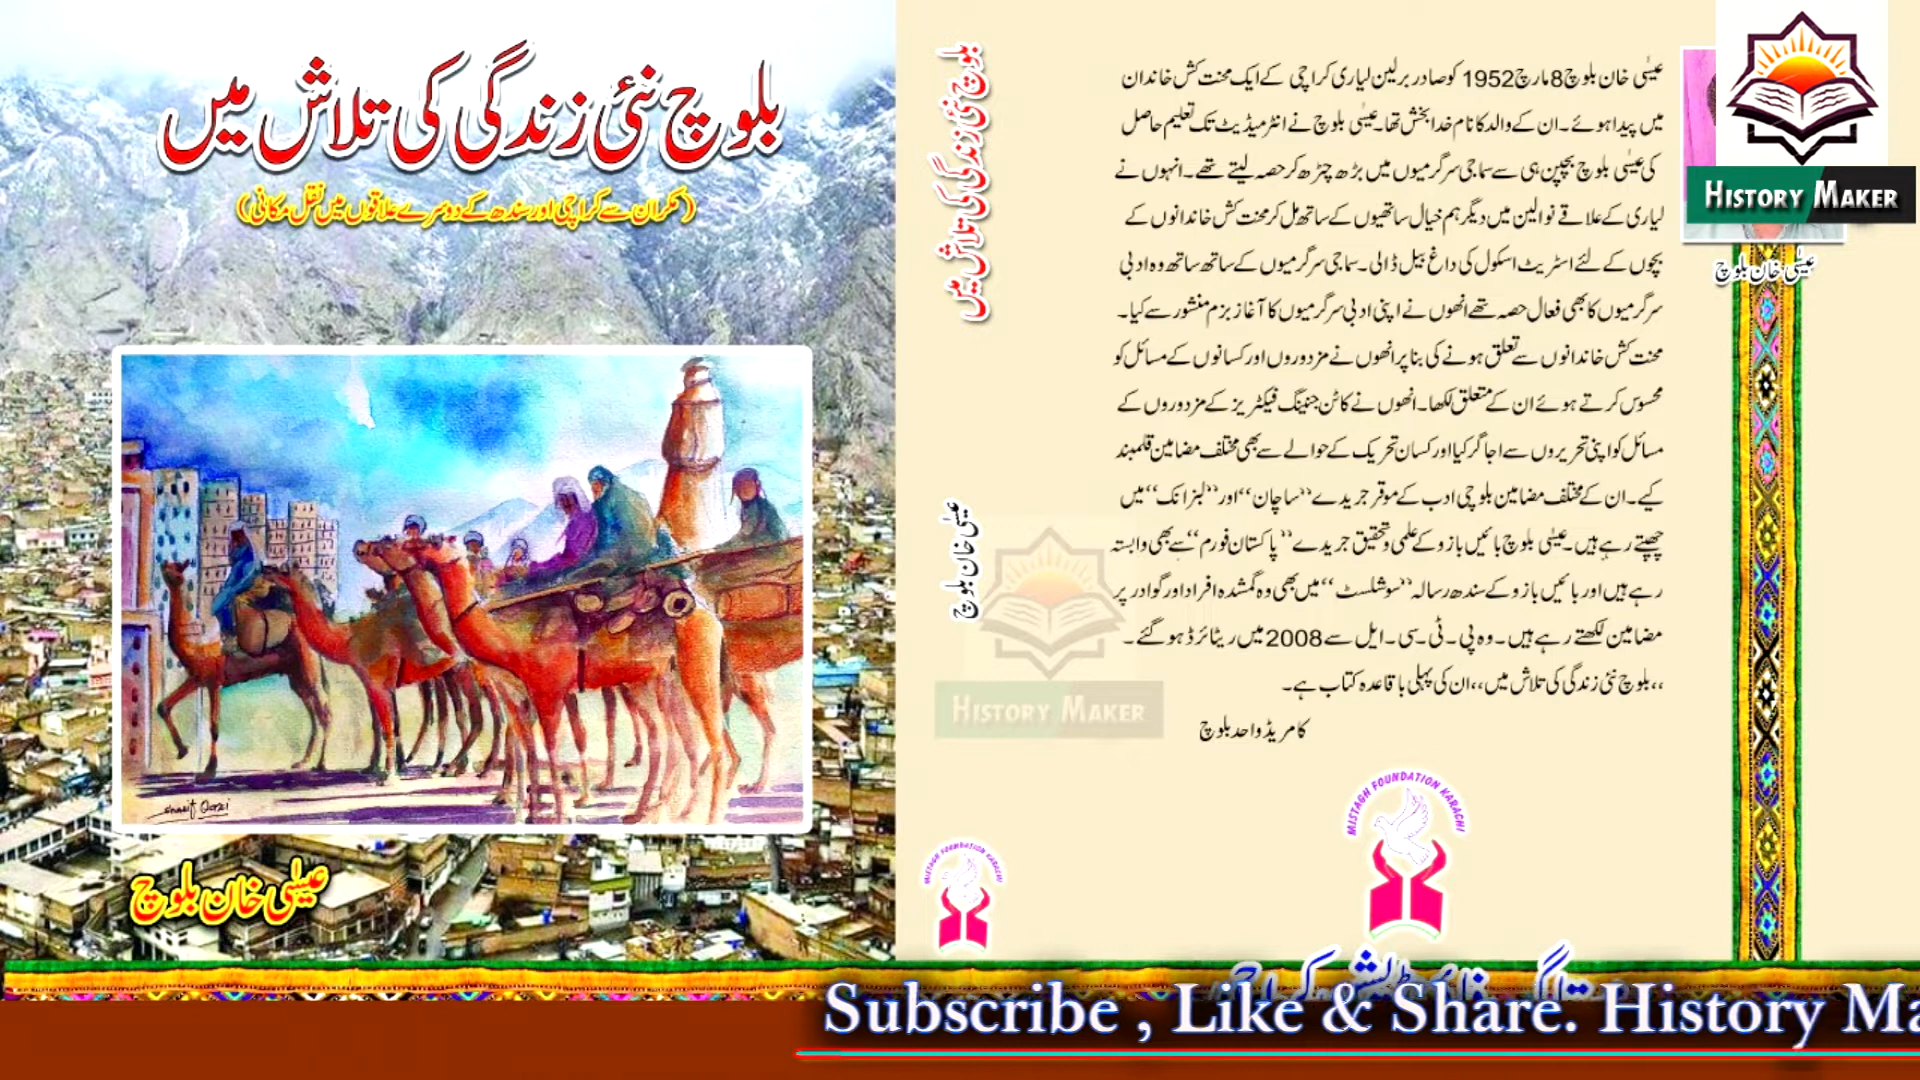 بلوچ نئی زندگی کی تلاش میں
(مکران سے کراچی اور سندھ کے دوسرے علاقوں میں نقل مکانی)
عیسٰی خان بلوچ
بلوچ نئی زندگی کی تلاش میں
عیسٰی خان بلوچ
MISTAGH FOUNDATION KARACHI
عیسٰی خان بلوچ 8 مارچ 1952 کو صادر برلین لیاری کراچی کے ایک محنت کش خاندان
میں پیدا ہوئے۔ ان کے والد کا نام خدا بخش تھا۔ عیسٰی بلوچ نے انٹرمیڈیٹ تک تعلیم حاصل
کی عیسٰی بلوچ بچپن ہی سے سماجی سرگرمیوں میں بڑھ چڑھ کر حصہ لیتے تھے۔ انہوں نے
لیاری کے علاقے نوالین میں دیگر ہم خیال ساتھیوں کے ساتھ مل کر محنت کش خاندانوں کے
بچوں کے لئے اسٹریٹ اسکول کی داغ بیل ڈالی۔ سماجی سرگرمیوں کے ساتھ ساتھ وہ ادبی
سرگرمیوں کا بھی فعال حصہ تھے انھوں نے اپنی ادبی سرگرمیوں کا آغاز بزم منشور سے کیا۔
محنت کش خاندانوں سے تعلق ہونے کی بنا پر انھوں نے مزدوروں اور کسانوں کے مسائل کو
محسوس کرتے ہوئے ان کے متعلق لکھا۔ انھوں نے کاٹن جننگ فیکٹریز کے مزدوروں کے
مسائل کو اپنی تحریروں سے اجاگر کیا اور کسان تحریک کے حوالے سے بھی مختلف مضامین قلمبند
کیے۔ ان کے مختلف مضامین بلوچی ادب کے موقر جریدے ”ساچان“ اور ”لبزانک“ میں
چھپتے رہے ہیں۔ عیسٰی بلوچ بائیں بازو کے علمی و تحقیق جریدے ”پاکستان فورم“ سے بھی وابستہ
رہے ہیں اور بائیں بازو کے سندھ رسالہ ”سوشلسٹ“ میں بھی وہ گمشدہ افراد اور گوادر پر
مضامین لکھتے رہے ہیں۔ وہ پی۔ ٹی۔ سی۔ ایل سے 2008 میں ریٹائرڈ ہو گئے۔
،،بلوچ نئی زندگی کی تلاش میں،، ان کی پہلی باقاعدہ کتاب ہے۔
کامریڈ واحد بلوچ
MISTAGH FOUNDATION KARACHI
HISTORY MAKER
HISTORY MAKER
عیسٰی خان بلوچ
Subscribe , Like & Share. History Ma